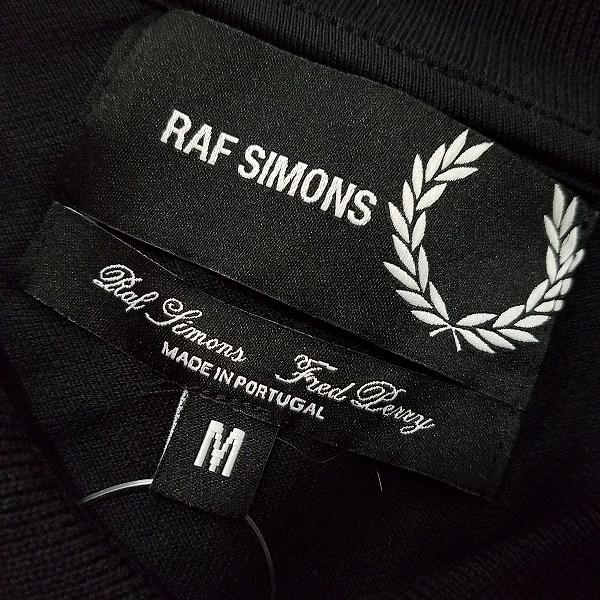 RAF SIMONS
Raf Simons Fred Perry
MADE IN PORTUGAL
M